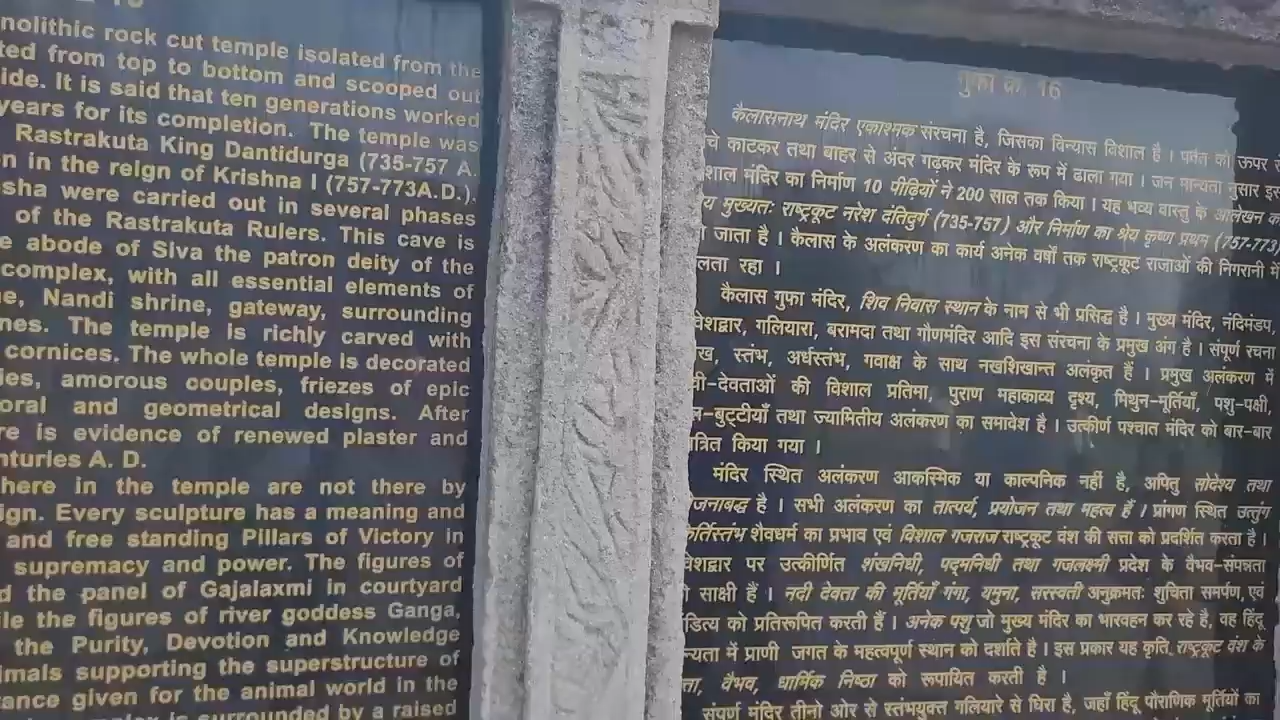 nolithic rock cut temple isolated from the
ted from top to bottom and scooped out
ide. It is said that ten generations worked
years for its completion. The temple was
Rastrakuta King Dantidurga (735-757 A.
n in the reign of Krishna I (757-773A.D.).
sha were carried out in several phases
of the Rastrakuta Rulers. This cave is
e abode of Siva the patron deity of the
complex, with all essential elements of
e, Nandi shrine, gateway, surrounding
nes. The temple is richly carved with
cornices. The whole temple is decorated
ies, amorous couples, friezes of epic
oral and geometrical designs. After
re is evidence of renewed plaster and
nturies A. D.
here in the temple are not there by
ign. Every sculpture has a meaning and
and free standing Pillars of Victory in
supremacy and power. The figures of
d the panel of Gajalaxmi in courtyard
ile the figures of river goddess Ganga,
the Purity, Devotion and Knowledge
imals supporting the superstructure of
ance given for the animal world in the
is surrounded by a raised
गुफा क्र. 16
कैलासनाथ मंदिर एकाश्मक संरचना है, जिसका विन्यास विशाल है । पर्वत को ऊपर से
चे काटकर तथा बाहर से अंदर गढ़कर मंदिर के रूप में ढाला गया । जन मान्यता नुसार इस
शाल मंदिर का निर्माण 10 पीढ़ियों ने 200 साल तक किया । यह भव्य वास्तु के आलेखन का
य मुख्यतः राष्ट्रकूट नरेश दंतिदुर्ग (735-757) और निर्माण का श्रेय कृष्ण प्रथम (757-773)
ा जाता है । कैलास के अलंकरण का कार्य अनेक वर्षों तक राष्ट्रकूट राजाओं की निगरानी में
लता रहा ।
कैलास गुफा मंदिर, शिव निवास स्थान के नाम से भी प्रसिद्ध है । मुख्य मंदिर, नंदिमंडप,
वेशद्वार, गलियारा, बरामदा तथा गौणमंदिर आदि इस संरचना के प्रमुख अंग है । संपूर्ण रचना
ख, स्तंभ, अर्धस्तंभ, गवाक्ष के साथ नखशिखान्त अलंकृत हैं । प्रमुख अलंकरण में
वी-देवताओं की विशाल प्रतिमा, पुराण महाकाव्य दृश्य, मिथुन-मूर्तियाँ, पशु-पक्षी,
ल-बुट्टीयाँ तथा ज्यामितीय अलंकरण का समावेश है । उत्कीर्ण पश्चात मंदिर को बार-बार
त्रित किया गया ।
मंदिर स्थित अलंकरण आकस्मिक या काल्पनिक नहीं है, अपितु सोदेश्य तथा
जनाबद्ध है । सभी अलंकरण का तात्पर्य, प्रयोजन तथा महत्व हैं । प्रांगण स्थित उत्तुंग
र्तिस्तंभ शैवधर्म का प्रभाव एवं विशाल गजराज राष्ट्रकूट वंश की सत्ता को प्रदर्शित करता है ।
वेशद्वार पर उत्कीर्णित शंखनिधी, पद्मनिधी तथा गजलक्ष्मी प्रदेश के वैभव-संपन्नता
साक्षी हैं । नदी देवता की मूर्तियाँ गंगा, यमुना, सरस्वती अनुक्रमतः शुचिता समर्पण, एवं
डित्य को प्रतिरूपित करती हैं । अनेक पशु जो मुख्य मंदिर का भारवहन कर रहे है, वह हिंदू
न्यता में प्राणी जगत के महत्वपूर्ण स्थान को दर्शाते है । इस प्रकार यह कृति, राष्ट्रकूट वंश के
ता, वैभव, धार्मिक निष्ठा को रूपायित करती है ।
संपूर्ण मंदिर तीनो ओर से स्तंभयुक्त गलियारे से घिरा है, जहाँ हिंदू पौराणिक मूर्तियों का